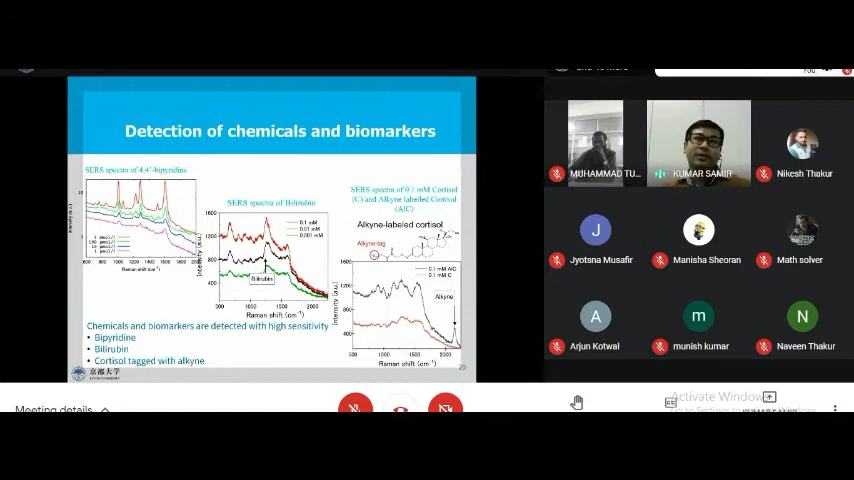 Detection of chemicals and biomarkers
SERS spectra of 4,4'-bipyridine
Raman shift (cm⁻¹)
SERS spectra of Bilirubin
0.1 mM
0.01 mM
0.001 mM
Bilirubin
Intensity (a.u.)
Raman shift (cm⁻¹)
SERS spectra of 0.1 mM Cortisol
(C) and Alkyne labelled Cortisol
(AlC)
Alkyne-labeled cortisol
Alkyne-tag
0.1 mM AlC
0.1 mM C
Alkyne
Intensity (a.u.)
Raman shift (cm⁻¹)
Chemicals and biomarkers are detected with high sensitivity
• Bipyridine
• Bilirubin
• Cortisol tagged with alkyne
京都大学
20
MUHAMMAD TU...
KUMAR SAMIR
Nikesh Thakur
J
Jyotsna Musafir
Manisha Sheoran
Math solver
A
Arjun Kotwal
m
munish kumar
N
Naveen Thakur
Meeting details
Activate Windows